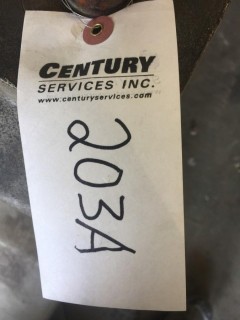 CENTURY
SERVICES INC.
www.centuryservices.com
203A